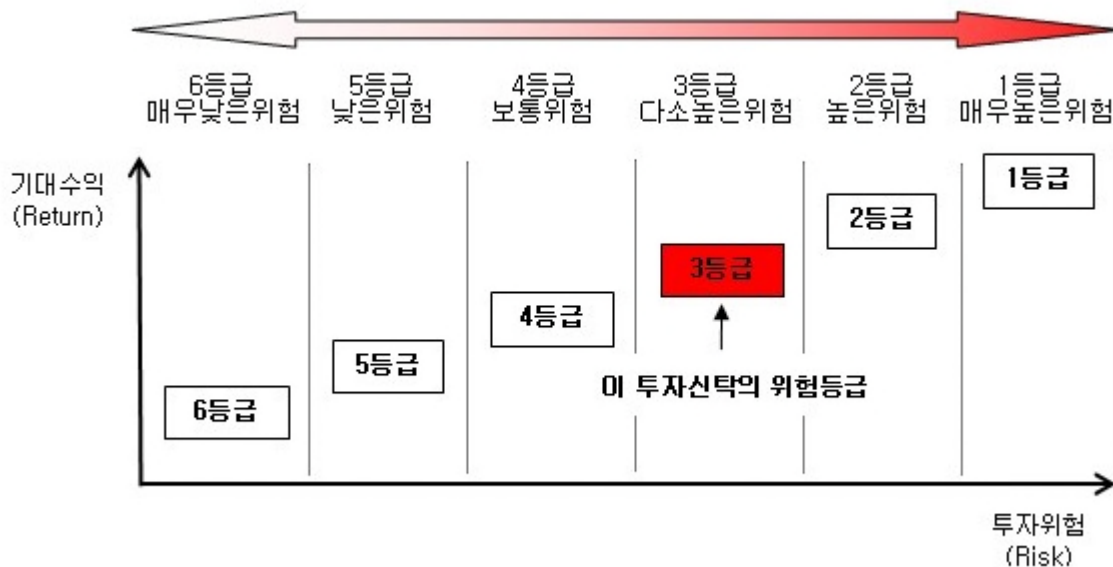 6등급
매우낮은위험
5등급
낮은위험
4등급
보통위험
3등급
다소높은위험
2등급
높은위험
1등급
매우높은위험
기대수익
(Return)
1등급
2등급
3등급
4등급
5등급
6등급
이 투자신탁의 위험등급
투자위험
(Risk)